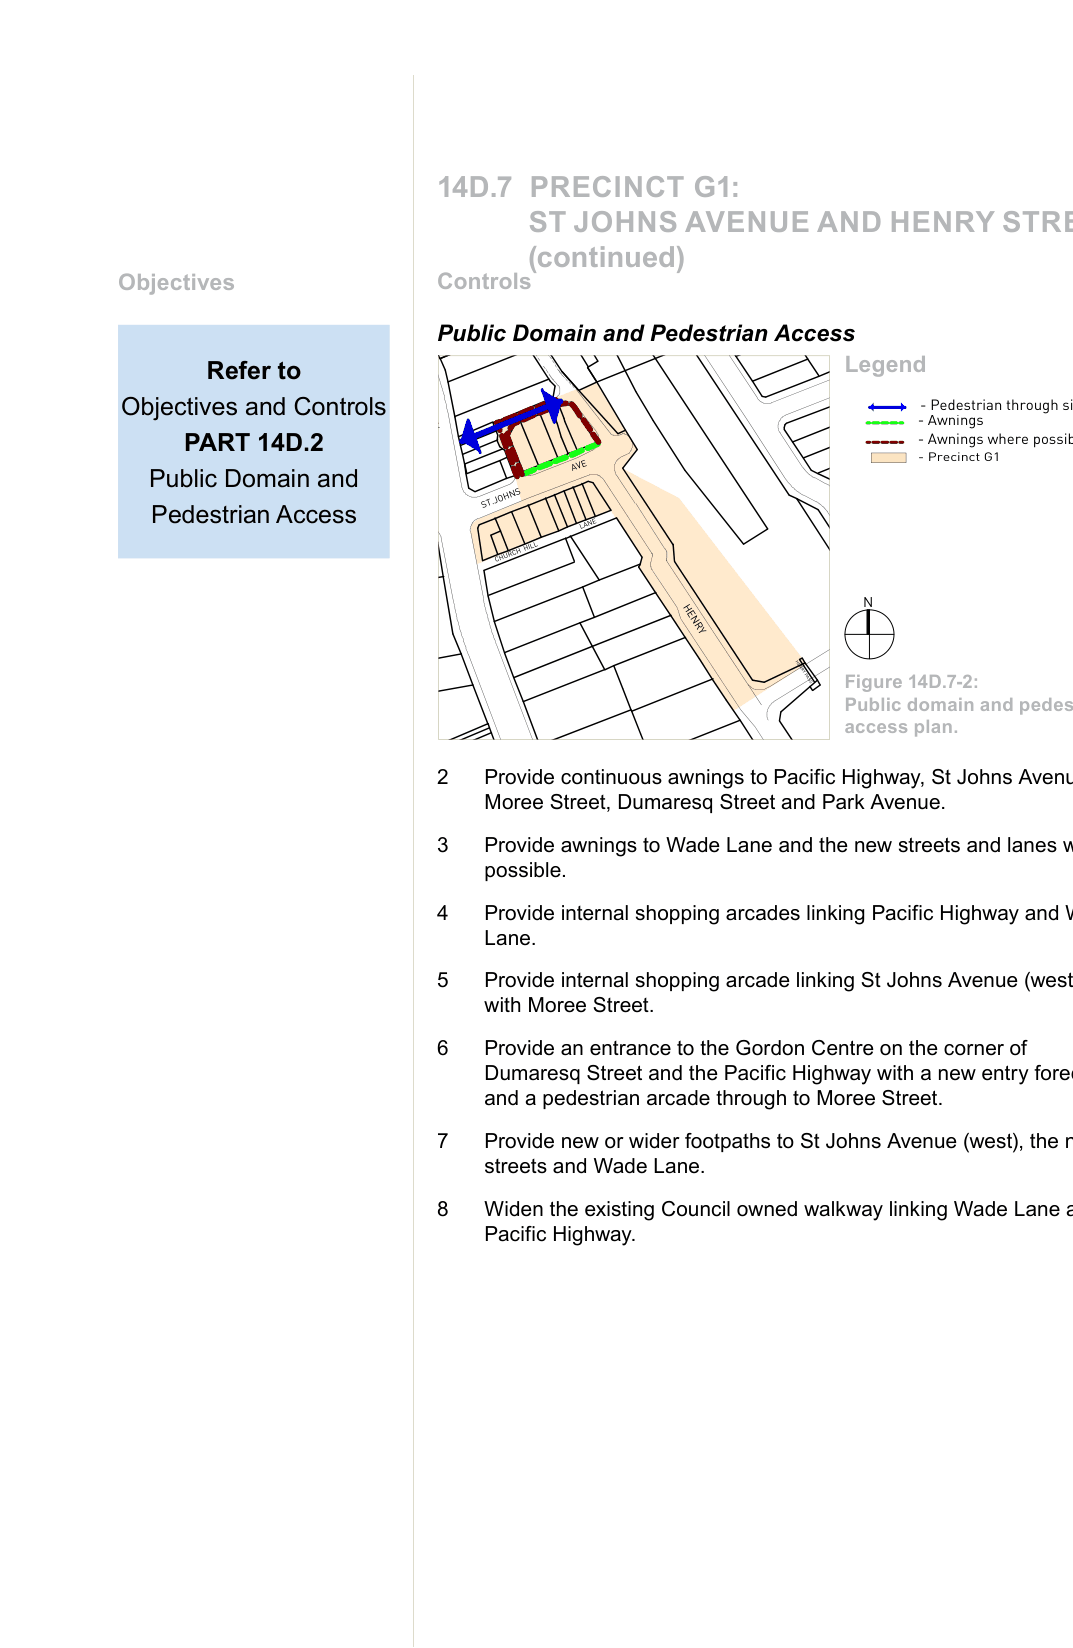 14D.7 PRECINCT G1:
ST JOHNS AVENUE AND HENRY STRE
(continued)
Objectives
Controls
Refer to
Objectives and Controls
PART 14D.2
Public Domain and
Pedestrian Access
Public Domain and Pedestrian Access
Legend
- Pedestrian through si
- Awnings
- Awnings where possib
- Precinct G1
AVE
ST.JOHNS
LANE
CHURCH HILL
HENRY
N
Figure 14D.7-2:
Public domain and pedes
access plan.
2 Provide continuous awnings to Pacific Highway, St Johns Avenu
Moree Street, Dumaresq Street and Park Avenue.
3 Provide awnings to Wade Lane and the new streets and lanes w
possible.
4 Provide internal shopping arcades linking Pacific Highway and W
Lane.
5 Provide internal shopping arcade linking St Johns Avenue (west
with Moree Street.
6 Provide an entrance to the Gordon Centre on the corner of
Dumaresq Street and the Pacific Highway with a new entry fore
and a pedestrian arcade through to Moree Street.
7 Provide new or wider footpaths to St Johns Avenue (west), the n
streets and Wade Lane.
8 Widen the existing Council owned walkway linking Wade Lane a
Pacific Highway.